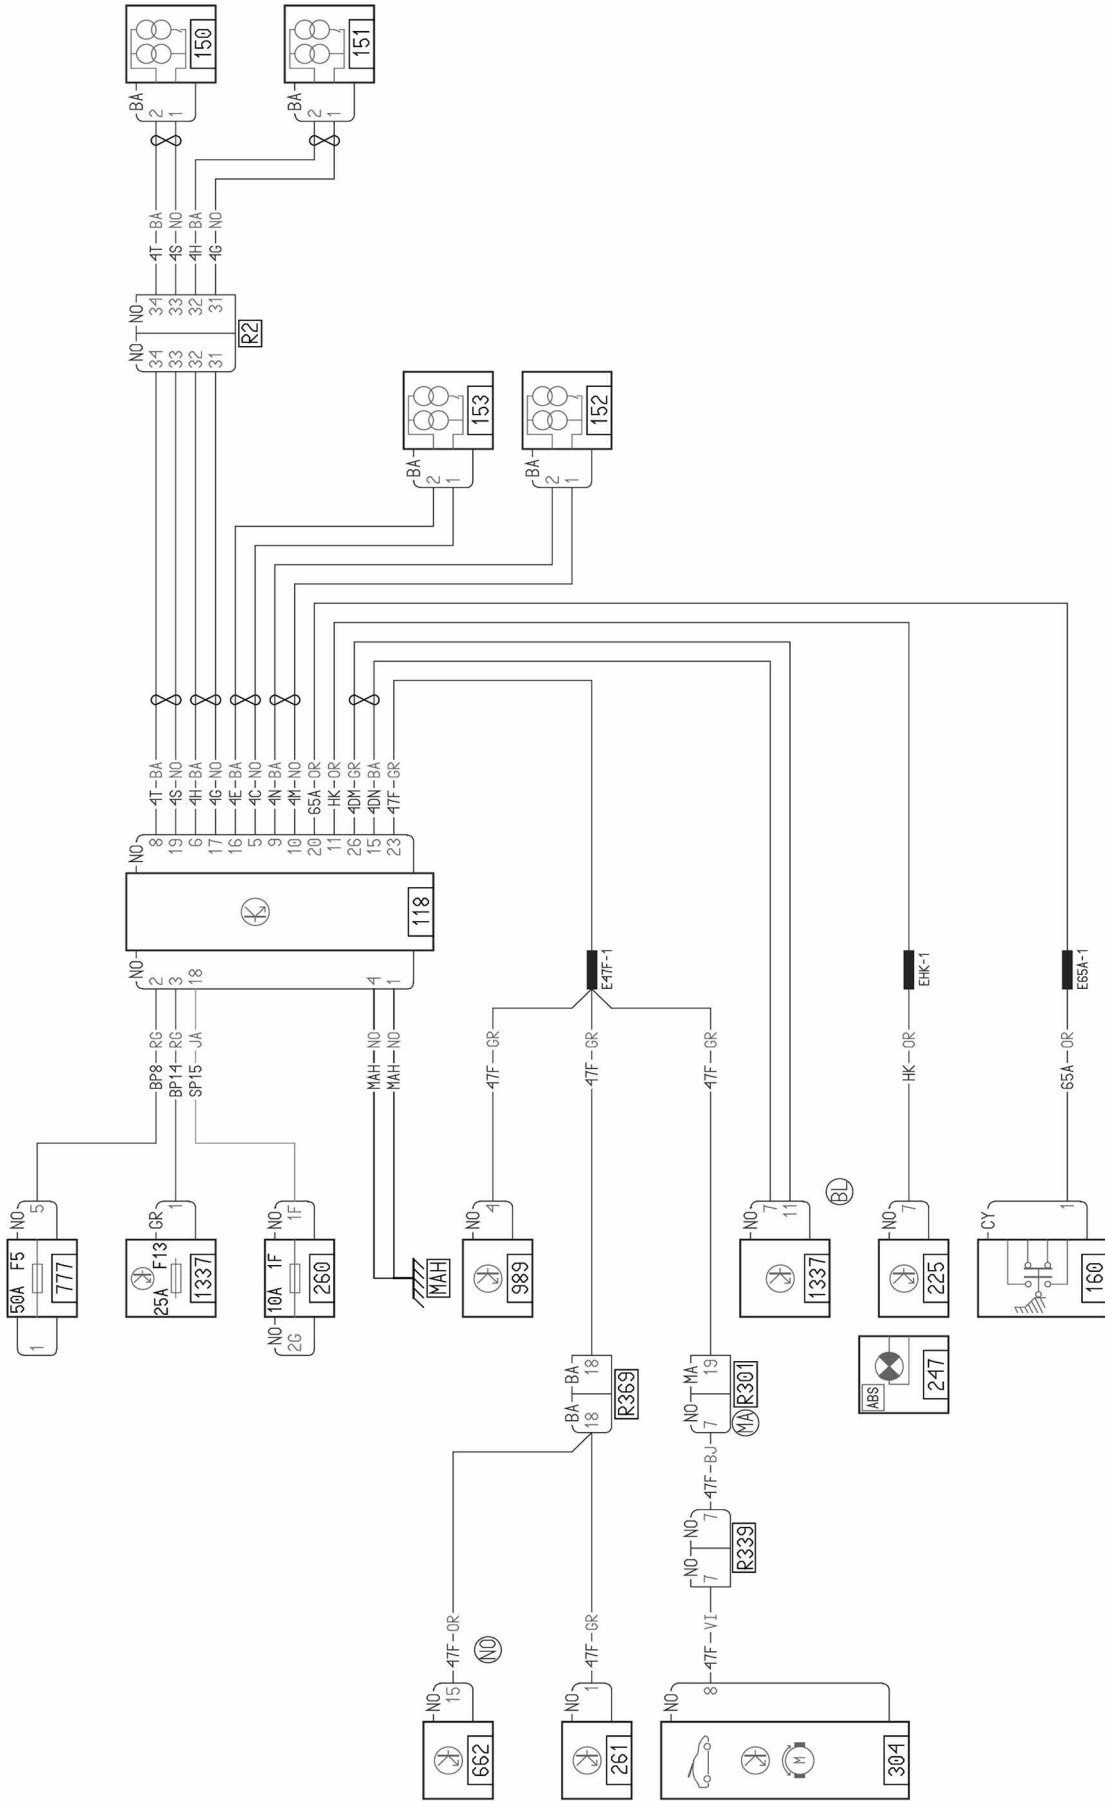 50A F5
777
1
NO
5
BP8-RG
25A F13
1337
GR
1
BP14-RG
10A 1F
260
NO
2G
NO
1F
SP15-JA
NO
2
3
18
4
1
MAH-NO
MAH-NO
MAH
118
NO
8
19
6
17
16
5
9
10
20
11
26
15
23
4T-BA
4S-NO
4H-BA
4G-NO
4E-BA
4C-NO
4N-BA
4M-NO
65A-OR
HK-OR
4DM-GR
4DN-BA
47F-GR
NO
34
33
32
31
NO
34
33
32
31
R2
4T-BA
4S-NO
4H-BA
4G-NO
BA
2
1
150
BA
2
1
151
BA
2
1
153
BA
2
1
152
989
NO
4
47F-GR
47F-GR
47F-GR
E47F-1
662
NO
15
47F-OR
NO
261
NO
1
47F-GR
BA
18
BA
18
R369
304
M
NO
8
47F-VI
NO
7
NO
7
R339
47F-BJ
NO
7
MA
19
R301
MA
1337
NO
7
11
BL
225
NO
7
HK-OR
EHK-1
ABS
247
160
CY
1
65A-OR
E65A-1